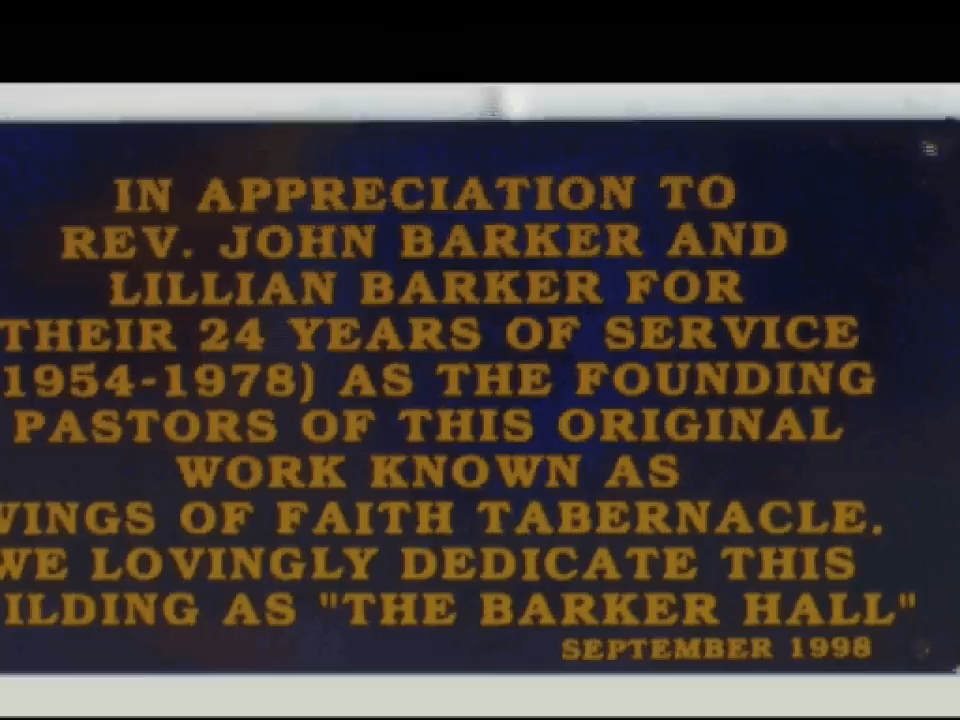 IN APPRECIATION TO
REV. JOHN BARKER AND
LILLIAN BARKER FOR
THEIR 24 YEARS OF SERVICE
1954-1978) AS THE FOUNDING
PASTORS OF THIS ORIGINAL
WORK KNOWN AS
OF FAITH TABERNACLE.
WE LOVINGLY DEDICATE THIS
AS "THE BARKER HALL"
SEPTEMBER 1998